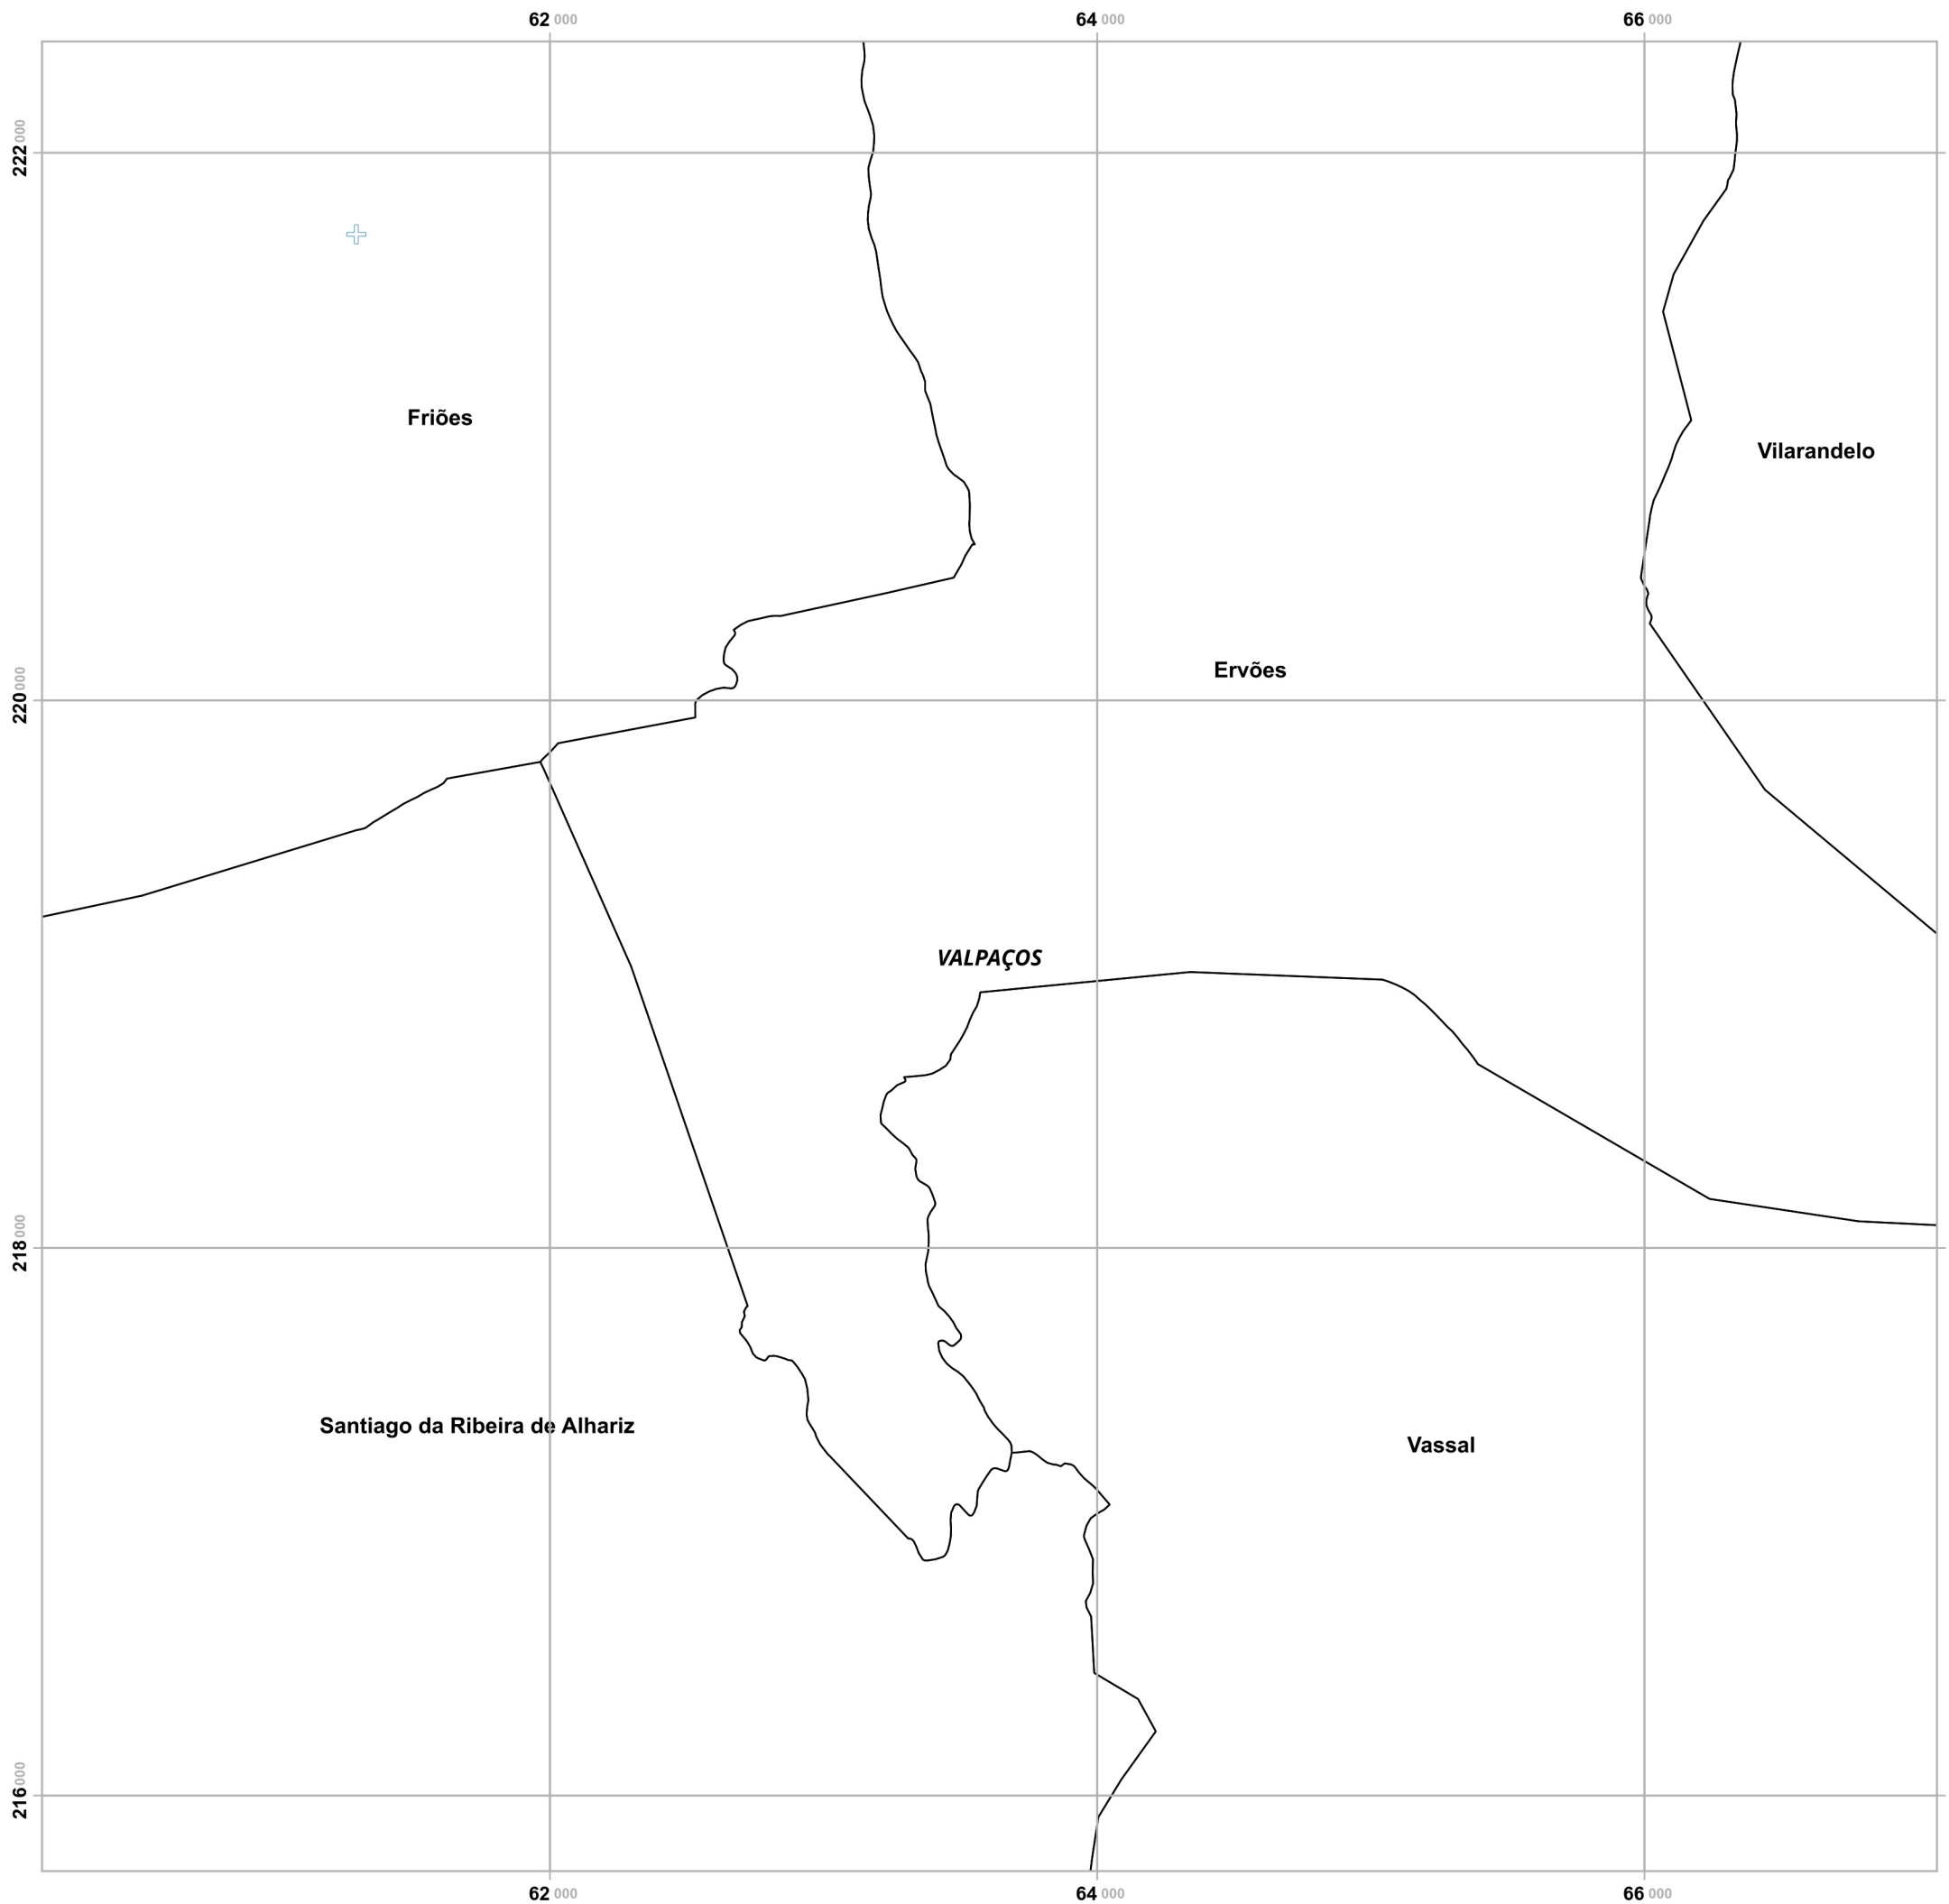 62 000
64 000
66 000
222 000
Friões
Vilarandelo
Ervões
220 000
VALPAÇOS
218 000
Santiago da Ribeira de Alhariz
Vassal
216 000
62 000
64 000
66 000